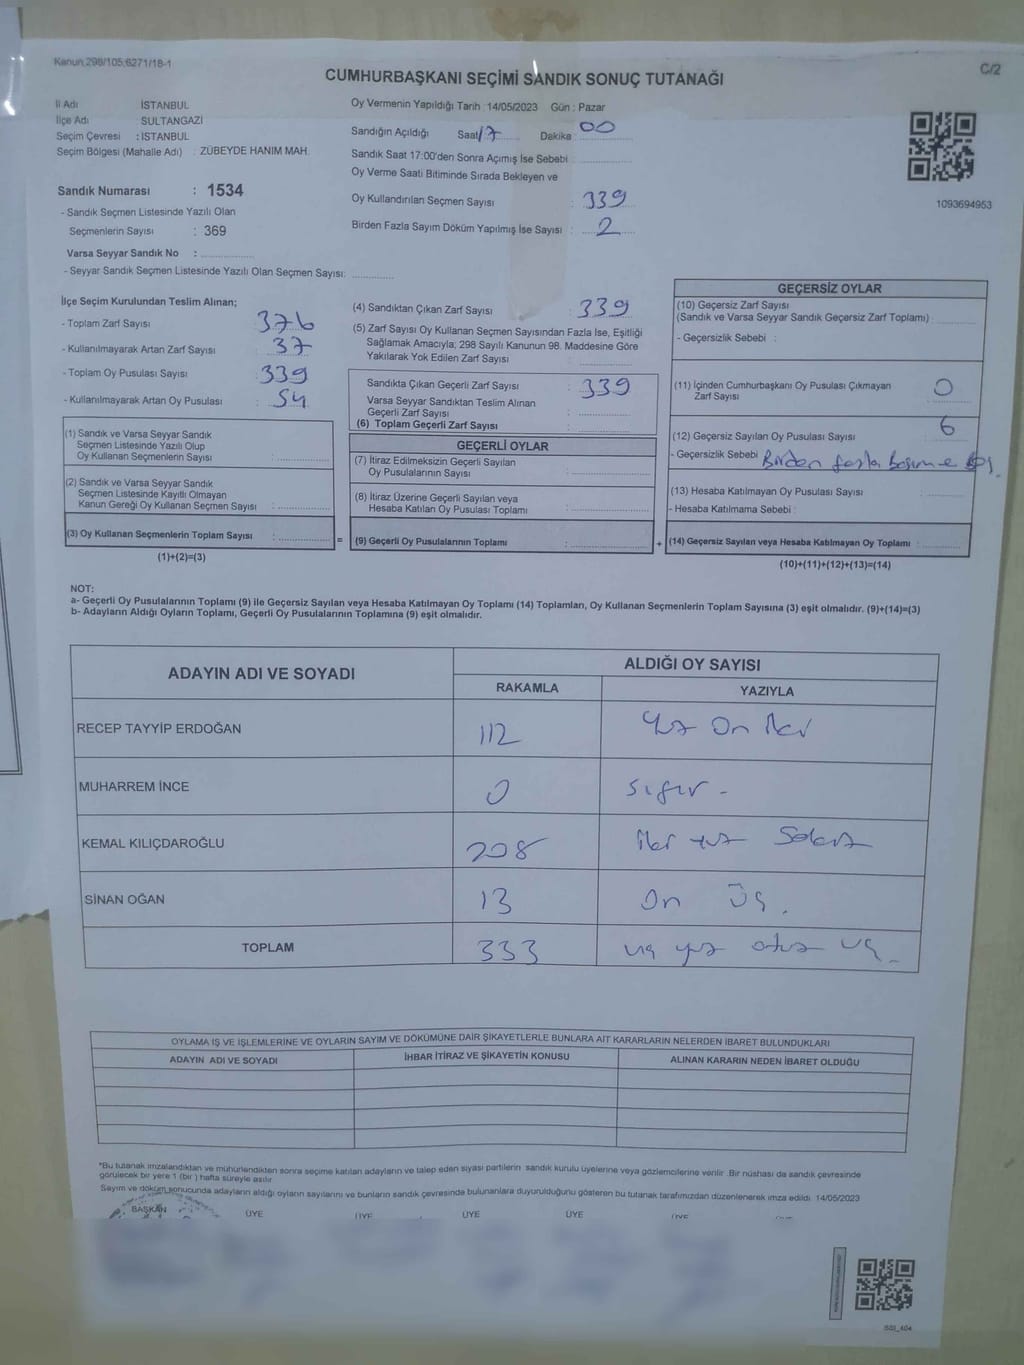 Kanun 298/105;6271/18-1
C/2
CUMHURBAŞKANI SEÇİMİ SANDIK SONUÇ TUTANAĞI
İl Adı İSTANBUL
İlçe Adı SULTANGAZİ
Seçim Çevresi : İSTANBUL
Seçim Bölgesi (Mahalle Adı) : ZÜBEYDE HANIM MAH.
Sandık Numarası : 1534
- Sandık Seçmen Listesinde Yazılı Olan
Seçmenlerin Sayısı : 369
Varsa Seyyar Sandık No :
- Seyyar Sandık Seçmen Listesinde Yazılı Olan Seçmen Sayısı:
Oy Vermenin Yapıldığı Tarih : 14/05/2023 Gün : Pazar
Sandığın Açıldığı Saat 17 Dakika 00
Sandık Saat 17:00'den Sonra Açımış İse Sebebi :
Oy Verme Saati Bitiminde Sırada Bekleyen ve
Oy Kullandırılan Seçmen Sayısı : 339
Birden Fazla Sayım Döküm Yapılmış İse Sayısı : 2
1093694953
İlçe Seçim Kurulundan Teslim Alınan;
- Toplam Zarf Sayısı : 376
- Kullanılmayarak Artan Zarf Sayısı : 37
- Toplam Oy Pusulası Sayısı : 339
- Kullanılmayarak Artan Oy Pusulası : 54
(1) Sandık ve Varsa Seyyar Sandık
Seçmen Listesinde Yazılı Olup
Oy Kullanan Seçmenlerin Sayısı :
(2) Sandık ve Varsa Seyyar Sandık
Seçmen Listesinde Kayıtlı Olmayan
Kanun Gereği Oy Kullanan Seçmen Sayısı :
(3) Oy Kullanan Seçmenlerin Toplam Sayısı : =
(1)+(2)=(3)
(4) Sandıktan Çıkan Zarf Sayısı : 339
(5) Zarf Sayısı Oy Kullanan Seçmen Sayısından Fazla İse, Eşitliği
Sağlamak Amacıyla; 298 Sayılı Kanunun 98. Maddesine Göre
Yakılarak Yok Edilen Zarf Sayısı :
Sandıkta Çıkan Geçerli Zarf Sayısı : 339
Varsa Seyyar Sandıktan Teslim Alınan
Geçerli Zarf Sayısı :
(6) Toplam Geçerli Zarf Sayısı :
GEÇERLİ OYLAR
(7) İtiraz Edilmeksizin Geçerli Sayılan
Oy Pusulalarının Sayısı :
(8) İtiraz Üzerine Geçerli Sayılan veya
Hesaba Katılan Oy Pusulası Toplamı :
(9) Geçerli Oy Pusulalarının Toplamı : +
GEÇERSİZ OYLAR
(10) Geçersiz Zarf Sayısı
(Sandık ve Varsa Seyyar Sandık Geçersiz Zarf Toplamı) :
- Geçersizlik Sebebi :
(11) İçinden Cumhurbaşkanı Oy Pusulası Çıkmayan
Zarf Sayısı : 0
(12) Geçersiz Sayılan Oy Pusulası Sayısı : 6
- Geçersizlik Sebebi Birden fazla
(13) Hesaba Katılmayan Oy Pusulası Sayısı :
- Hesaba Katılmama Sebebi :
(14) Geçersiz Sayılan veya Hesaba Katılmayan Oy Toplamı :
(10)+(11)+(12)+(13)=(14)
NOT:
a- Geçerli Oy Pusulalarının Toplamı (9) ile Geçersiz Sayılan veya Hesaba Katılmayan Oy Toplamı (14) Toplamları, Oy Kullanan Seçmenlerin Toplam Sayısına (3) eşit olmalıdır. (9)+(14)=(3)
b- Adayların Aldığı Oyların Toplamı, Geçerli Oy Pusulalarının Toplamına (9) eşit olmalıdır.
ADAYIN ADI VE SOYADI
ALDIĞI OY SAYISI
RAKAMLA YAZIYLA
RECEP TAYYİP ERDOĞAN 112 Yüz On iki
MUHARREM İNCE 0 sıfır -
KEMAL KILIÇDAROĞLU 208 iki yüz Sekiz
SİNAN OĞAN 13 On Üç.
TOPLAM 333 üç yüz otuz üç
OYLAMA İŞ VE İŞLEMLERİNE VE OYLARIN SAYIM VE DÖKÜMÜNE DAİR ŞİKAYETLERLE BUNLARA AİT KARARLARIN NELERDEN İBARET BULUNDUKLARI
ADAYIN ADI VE SOYADI İHBAR İTİRAZ VE ŞİKAYETİN KONUSU ALINAN KARARIN NEDEN İBARET OLDUĞU
*Bu tutanak imzalandıktan ve mühürlendikten sonra seçime katılan adayların ve talep eden siyasi partilerin sandık kurulu üyelerine veya gözlemcilerine verilir. Bir nüshası da sandık çevresinde
görülecek bir yere 1 (bir ) hafta süreyle asılır.
Sayım ve döküm sonucunda adayların aldığı oyların sayılarını ve bunların sandık çevresinde bulunanlara duyurulduğunu gösteren bu tutanak tarafımızdan düzenlenerek imza edildi. 14/05/2023
BAŞKAN ÜYE ÜYE ÜYE ÜYE ÜYE